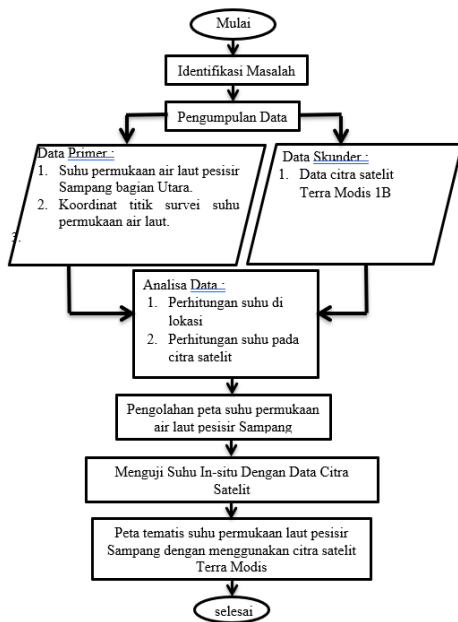 Mulai
Identifikasi Masalah
Pengumpulan Data
Data Primer :
1. Suhu permukaan air laut pesisir
Sampang bagian Utara.
2. Koordinat titik survei suhu
permukaan air laut.
3.
Data Skunder :
1. Data citra satelit
Terra Modis 1B
Analisa Data :
1. Perhitungan suhu di
lokasi
2. Perhitungan suhu pada
citra satelit
Pengolahan peta suhu permukaan
air laut pesisir Sampang
Menguji Suhu In-situ Dengan Data Citra
Satelit
Peta tematis suhu permukaan laut pesisir
Sampang dengan menggunakan citra satelit
Terra Modis
selesai